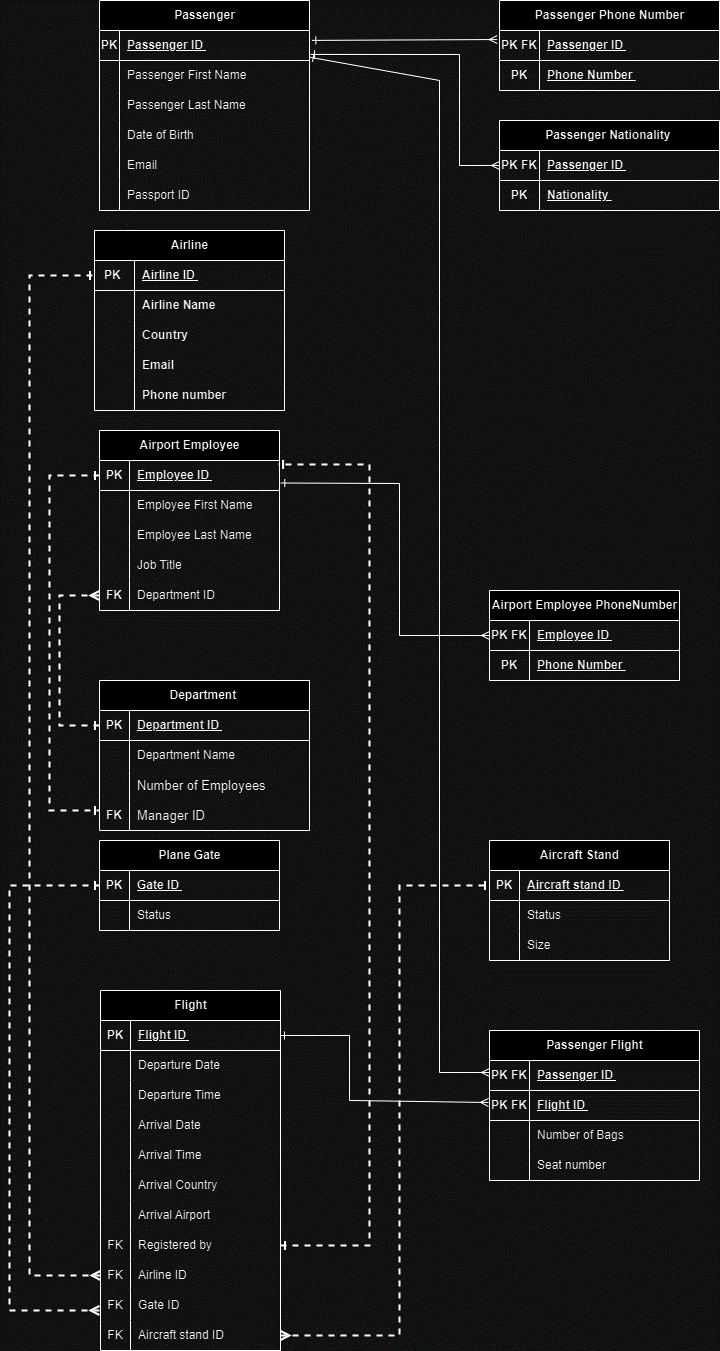 Passenger
PK Passenger ID
Passenger First Name
Passenger Last Name
Date of Birth
Email
Passport ID
Passenger Phone Number
PK FK Passenger ID
PK Phone Number
Passenger Nationality
PK FK Passenger ID
PK Nationality
Airline
PK Airline ID
Airline Name
Country
Email
Phone number
Airport Employee
PK Employee ID
Employee First Name
Employee Last Name
Job Title
FK Department ID
Airport Employee PhoneNumber
PK FK Employee ID
PK Phone Number
Department
PK Department ID
Department Name
Number of Employees
FK Manager ID
Plane Gate
PK Gate ID
Status
Aircraft Stand
PK Aircraft stand ID
Status
Size
Flight
PK Flight ID
Departure Date
Departure Time
Arrival Date
Arrival Time
Arrival Country
Arrival Airport
FK Registered by
FK Airline ID
FK Gate ID
FK Aircraft stand ID
Passenger Flight
PK FK Passenger ID
PK FK Flight ID
Number of Bags
Seat number